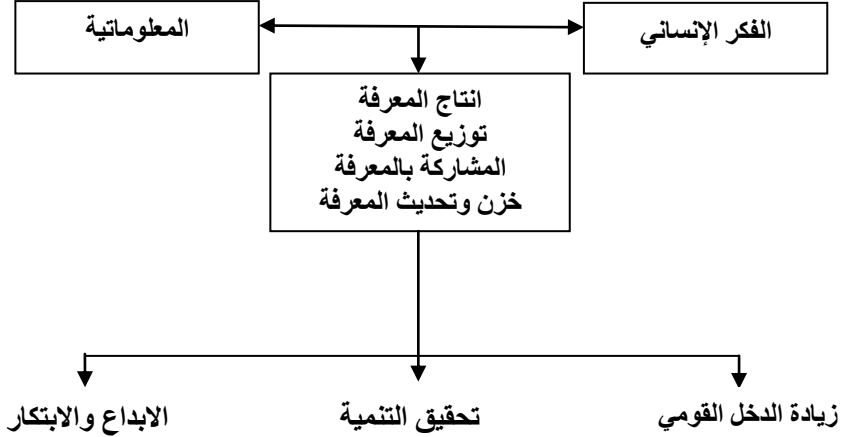 الفكر الإنساني
المعلوماتية
انتاج المعرفة
توزيع المعرفة
المشاركة بالمعرفة
خزن وتحديث المعرفة
زيادة الدخل القومي
تحقيق التنمية
الابداع والابتكار